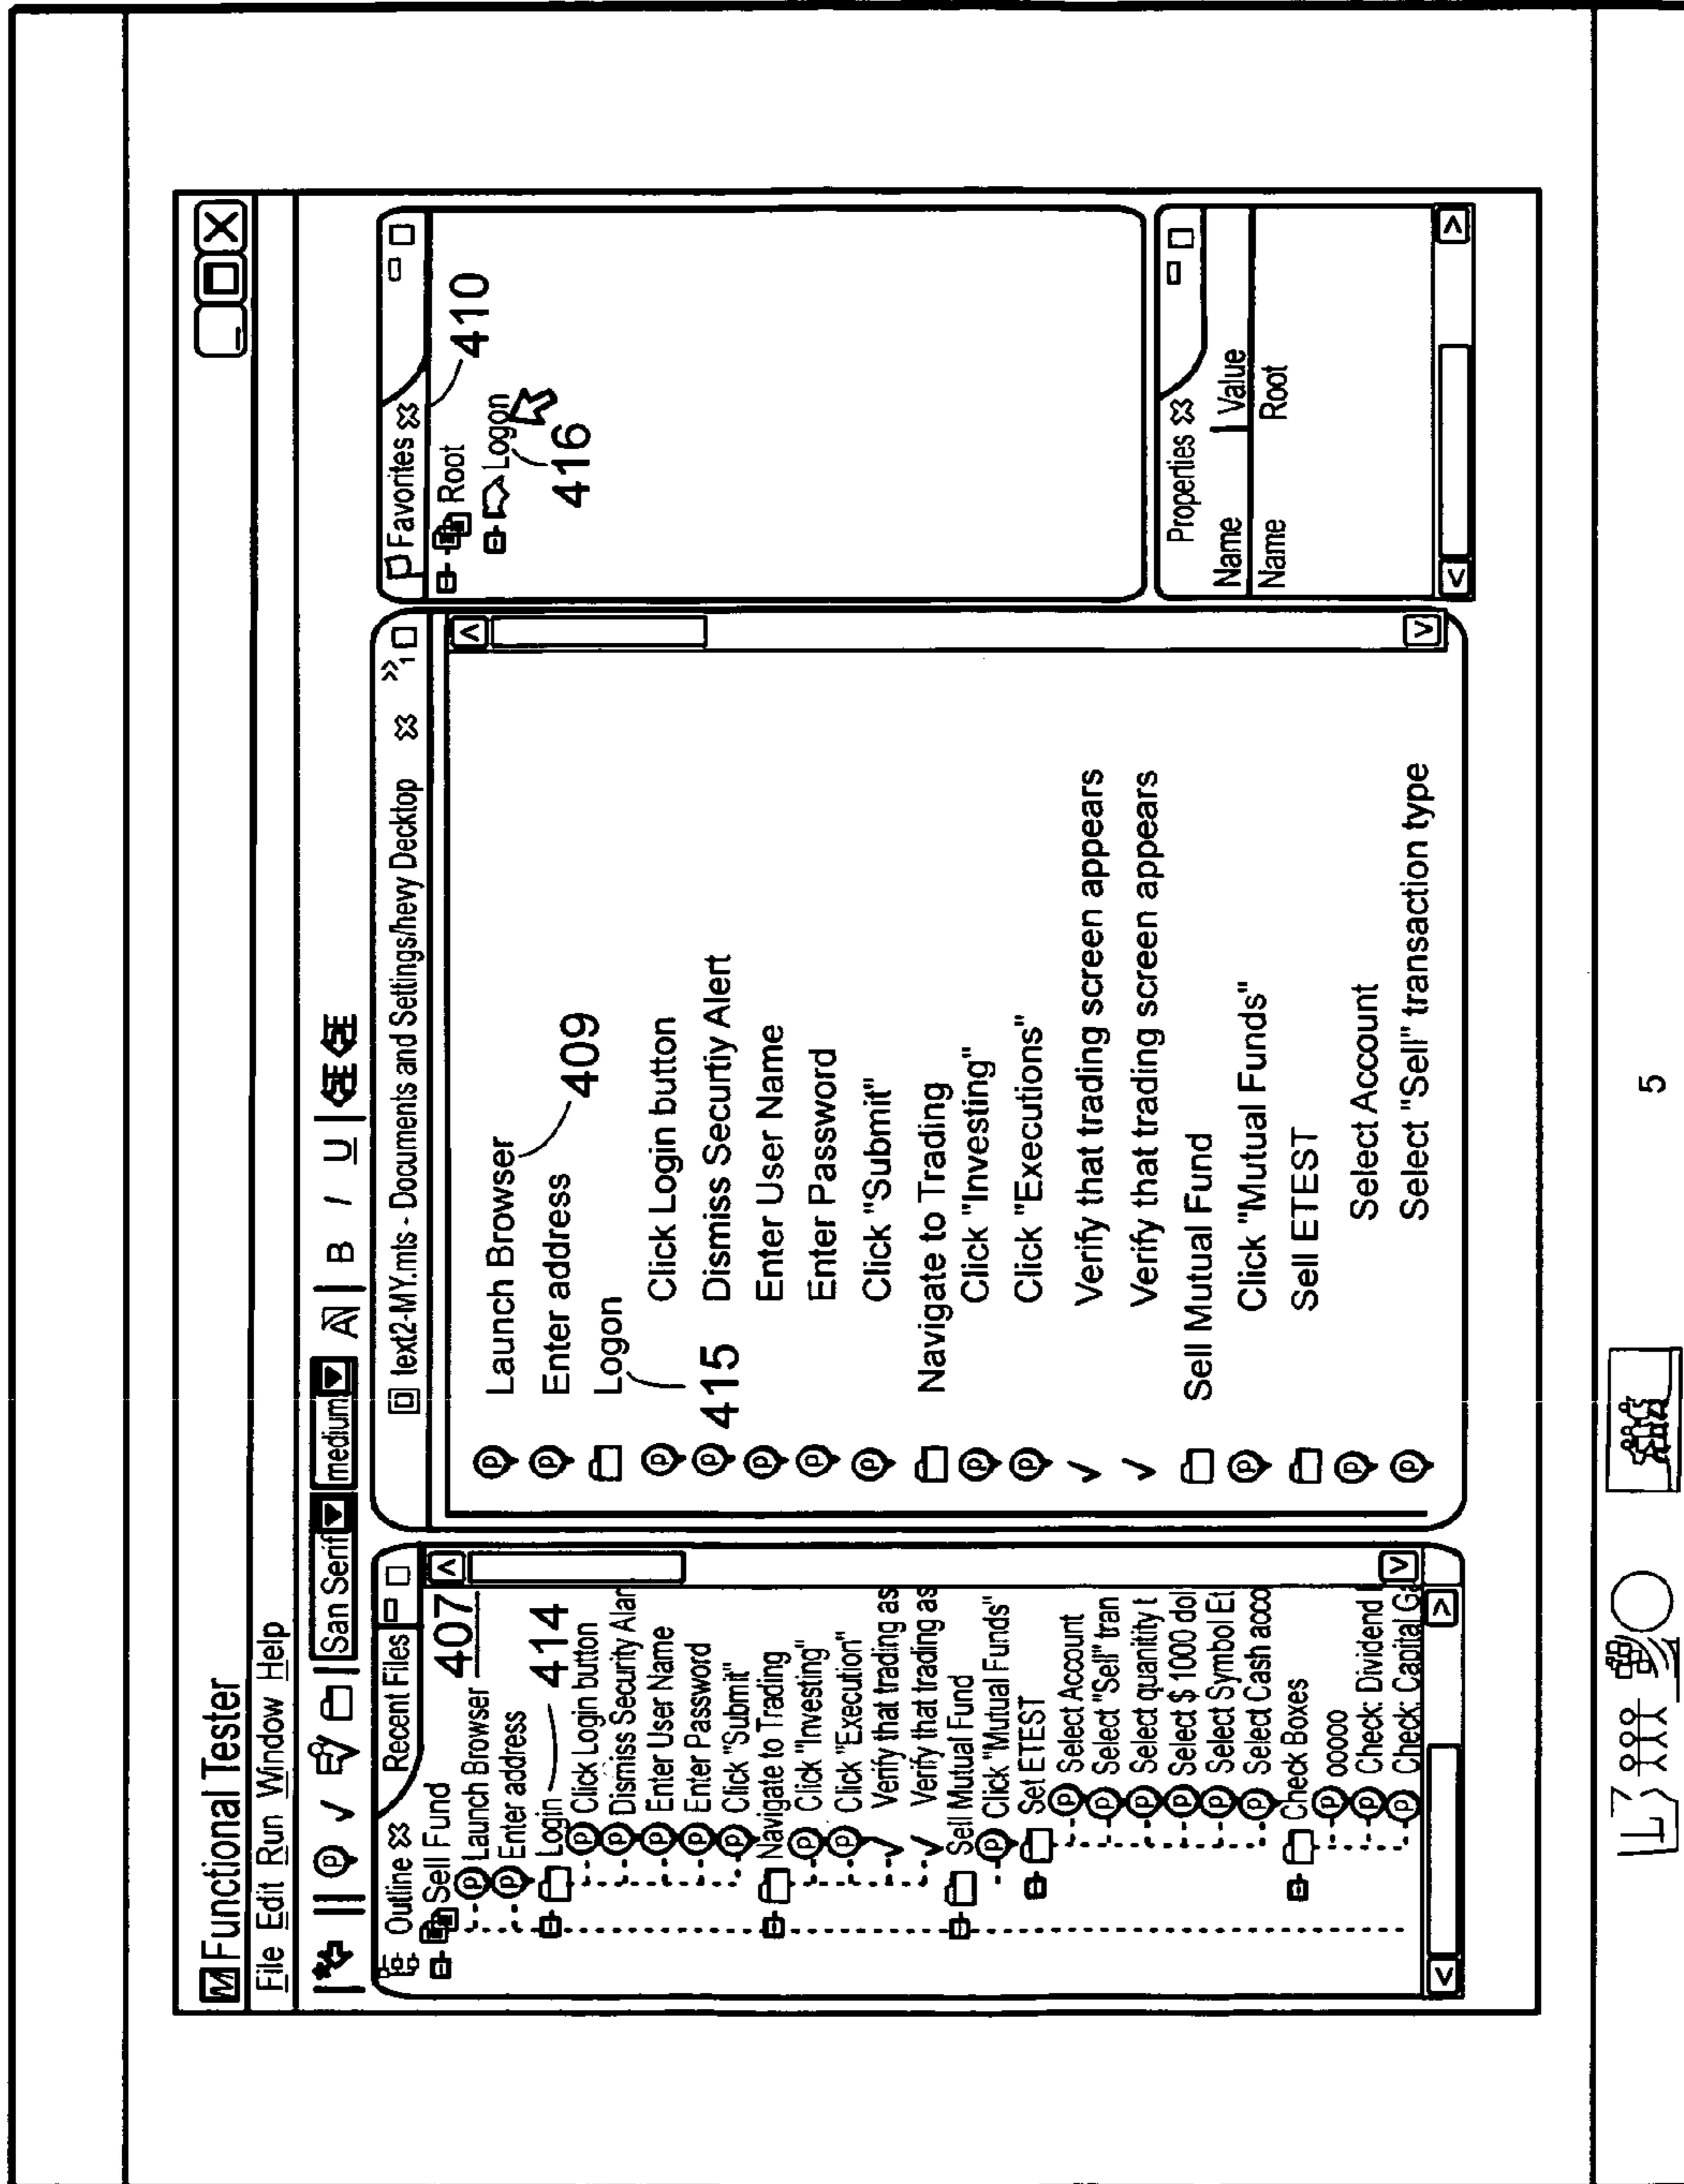 Functional Tester
File Edit Run Window Help
San Serif medium A B I U
Outline Recent Files
Sell Fund 407
Launch Browser
Enter address
Login 414
Click Login button
Dismiss Security Alar
Enter User Name
Enter Password
Click "Submit"
Navigate to Trading
Click "Investing"
Click "Execution"
Verify that trading as
Verify that trading as
Sell Mutual Fund
Click "Mutual Funds"
Set ETEST
Select Account
Select "Sell" tran
Select quanitity t
Select $ 1000 dol
Select Symbol Et
Select Cash acco
Check Boxes
00000
Check: Dividend
Check: Capital Ga
text2-MY.mts - Documents and Settings/hevy Decktop
1
Launch Browser 409
Enter address
Logon
Click Login button
415 Dismiss Securtiy Alert
Enter User Name
Enter Password
Click "Submit"
Navigate to Trading
Click "Investing"
Click "Executions"
Verify that trading screen appears
Verify that trading screen appears
Sell Mutual Fund
Click "Mutual Funds"
Sell ETEST
Select Account
Select "Sell" transaction type
Favorites
Root 410
Logon
416
Properties
Name Value
Name Root
5